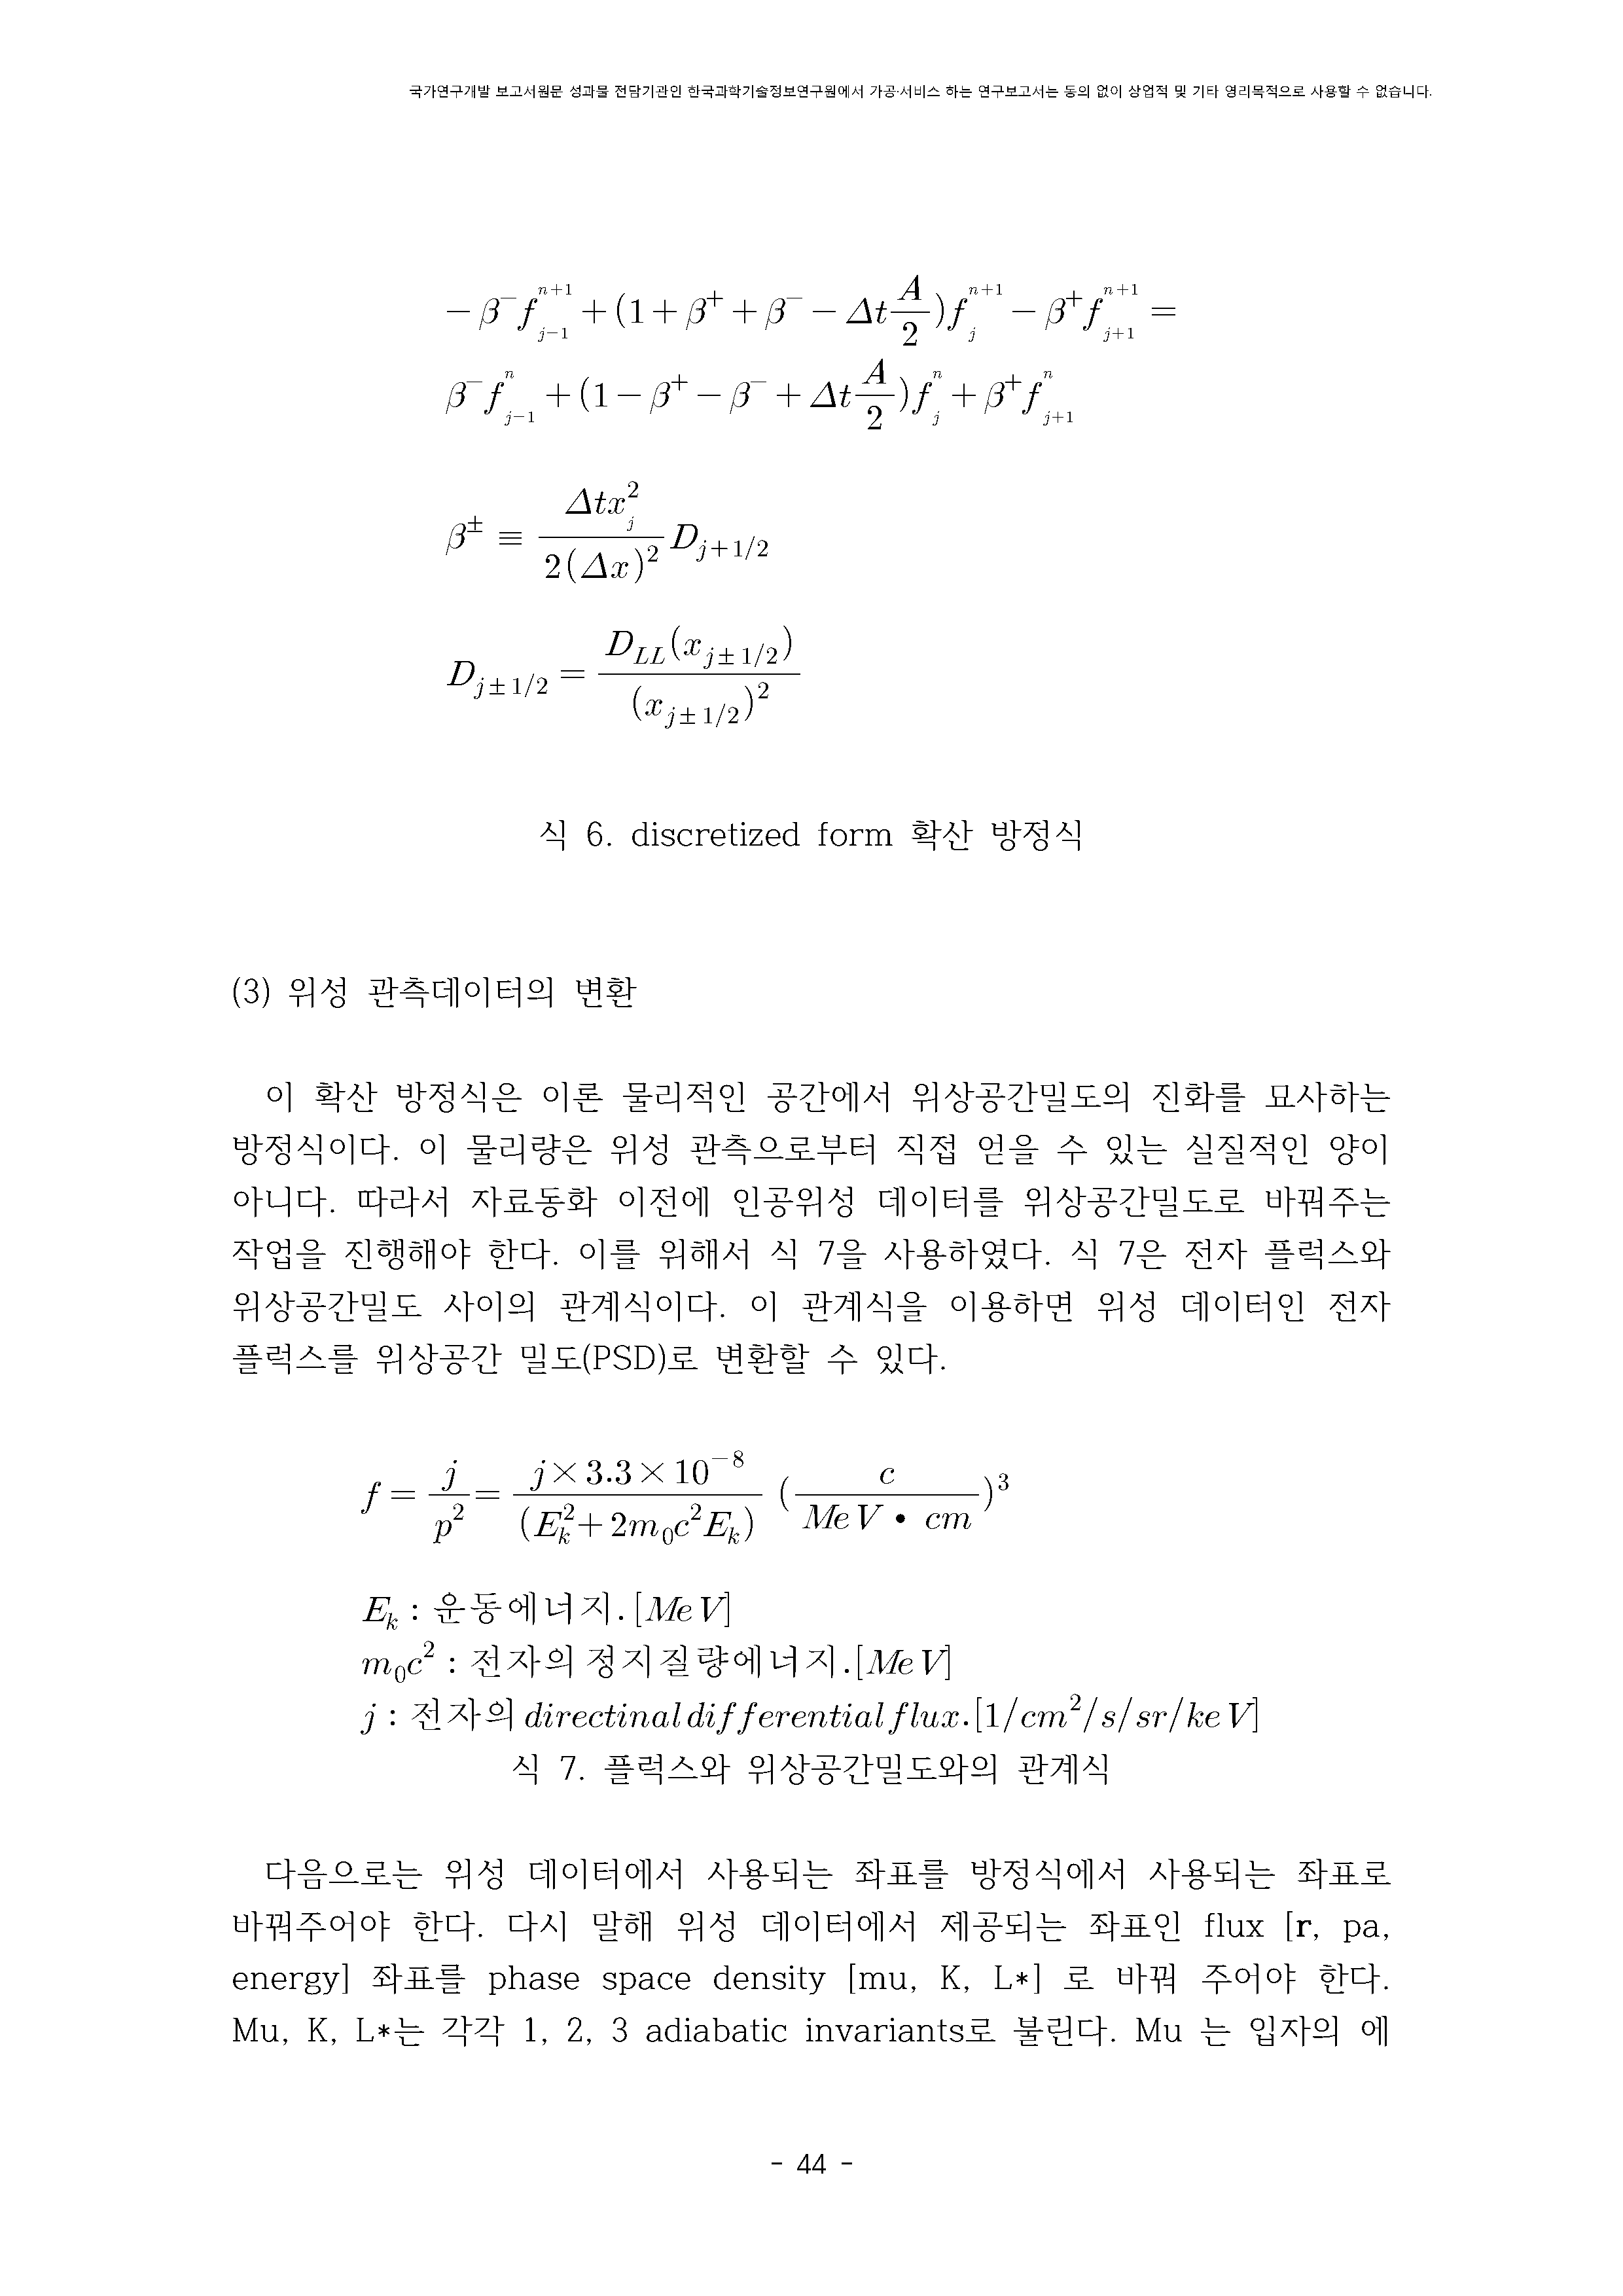 국가연구개발 보고서원문 성과물 전담기관인 한국과학기술정보연구원에서 가공·서비스 하는 연구보고서는 동의 없이 상업적 및 기타 영리목적으로 사용할 수 없습니다.
$-\beta^{-}f_{j-1}^{n+1}+(1+\beta^{+}+\beta^{-}-\Delta t\frac{A}{2})f_{j}^{n+1}-\beta^{+}f_{j+1}^{n+1}=$
$\beta^{-}f_{j-1}^{n}+(1-\beta^{+}-\beta^{-}+\Delta t\frac{A}{2})f_{j}^{n}+\beta^{+}f_{j+1}^{n}$
$\beta^{\pm}\equiv\frac{\Delta t x_{j}^{2}}{2(\Delta x)^{2}}D_{j+1/2}$
$D_{j\pm1/2}=\frac{D_{LL}(x_{j\pm1/2})}{(x_{j\pm1/2})^{2}}$
식 6. discretized form 확산 방정식
(3) 위성 관측데이터의 변환
이 확산 방정식은 이론 물리적인 공간에서 위상공간밀도의 진화를 묘사하는
방정식이다. 이 물리량은 위성 관측으로부터 직접 얻을 수 있는 실질적인 양이
아니다. 따라서 자료동화 이전에 인공위성 데이터를 위상공간밀도로 바꿔주는
작업을 진행해야 한다. 이를 위해서 식 7을 사용하였다. 식 7은 전자 플럭스와
위상공간밀도 사이의 관계식이다. 이 관계식을 이용하면 위성 데이터인 전자
플럭스를 위상공간 밀도(PSD)로 변환할 수 있다.
$f=\frac{j}{p^{2}}=\frac{j\times3.3\times10^{-8}}{(E_{k}^{2}+2m_{0}c^{2}E_{k})}(\frac{c}{MeV\bullet cm})^{3}$
$E_{k}$ : 운동에너지.[MeV]
$m_{0}c^{2}$ : 전자의 정지질량에너지.[MeV]
$j$ : 전자의 directinal differential flux.[1/cm²/s/sr/keV]
식 7. 플럭스와 위상공간밀도와의 관계식
다음으로는 위성 데이터에서 사용되는 좌표를 방정식에서 사용되는 좌표로
바꿔주어야 한다. 다시 말해 위성 데이터에서 제공되는 좌표인 flux [r, pa,
energy] 좌표를 phase space density [mu, K, L*] 로 바꿔 주어야 한다.
Mu, K, L*는 각각 1, 2, 3 adiabatic invariants로 불린다. Mu 는 입자의 에
- 44 -